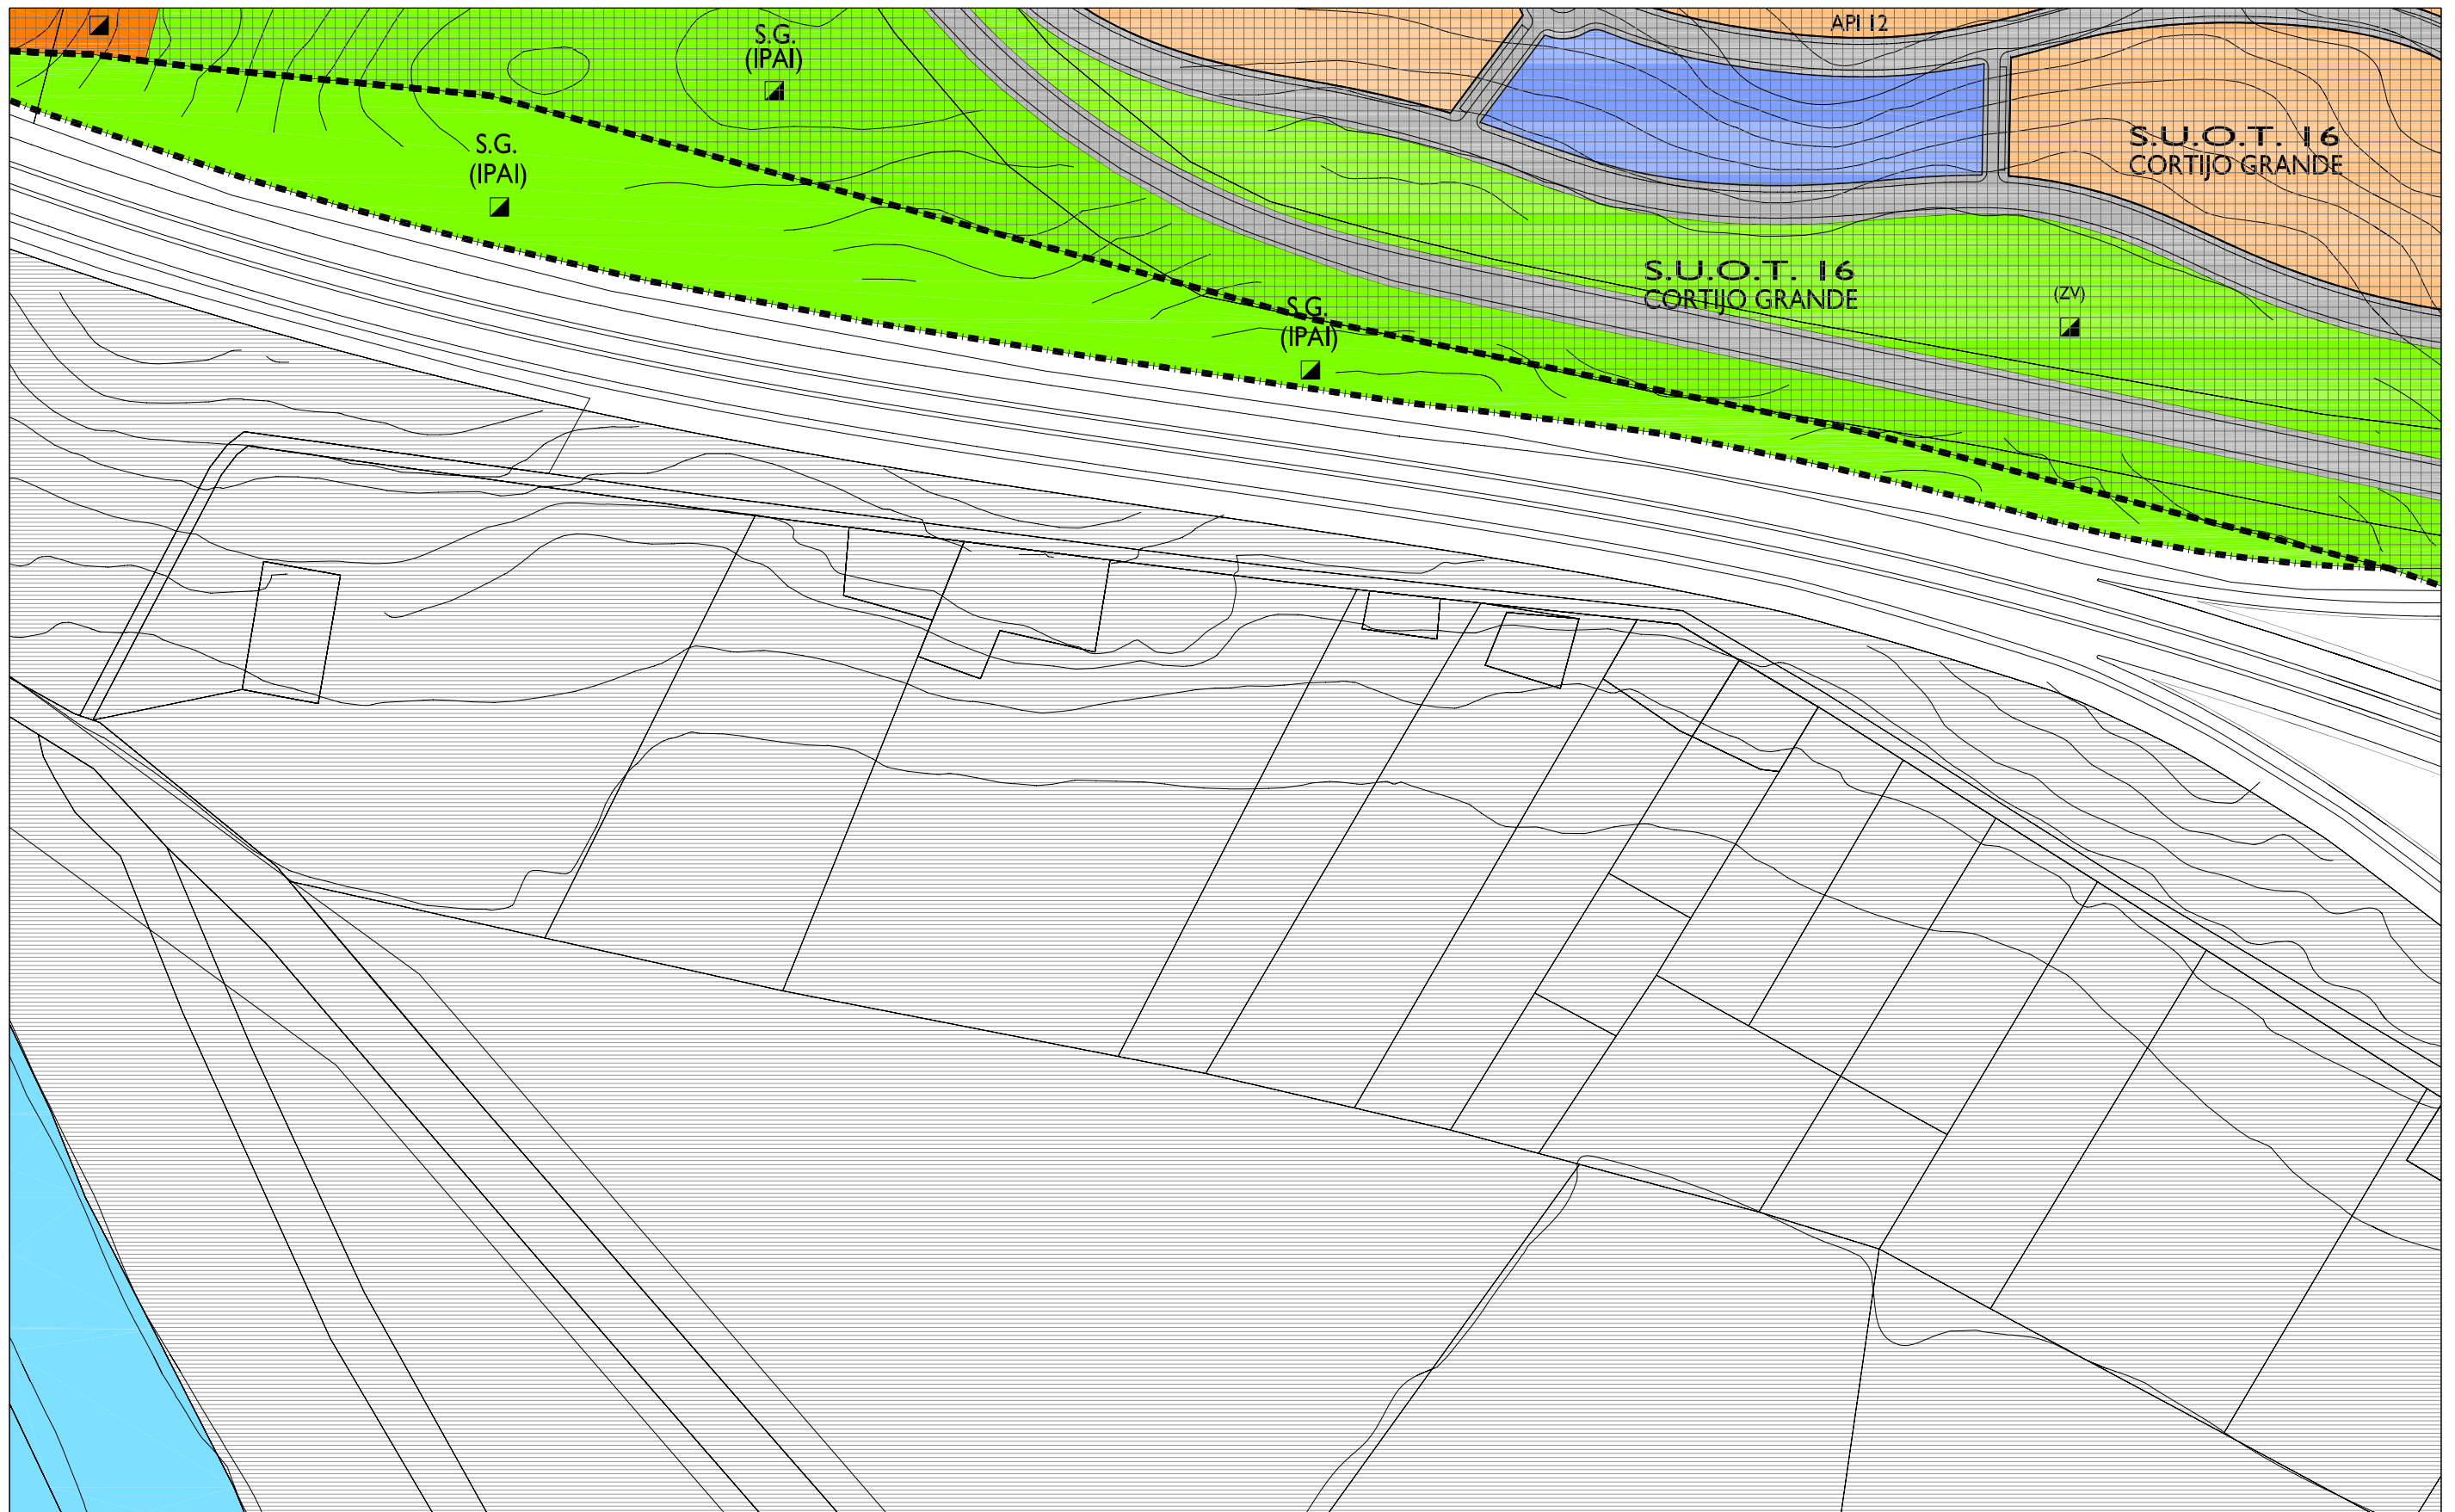 API 12
S.G.
(IPAI)
S.U.O.T. 16
CORTIJO GRANDE
S.G.
(IPAI)
S.U.O.T. 16
CORTIJO GRANDE
(ZV)
S.G.
(IPAI)